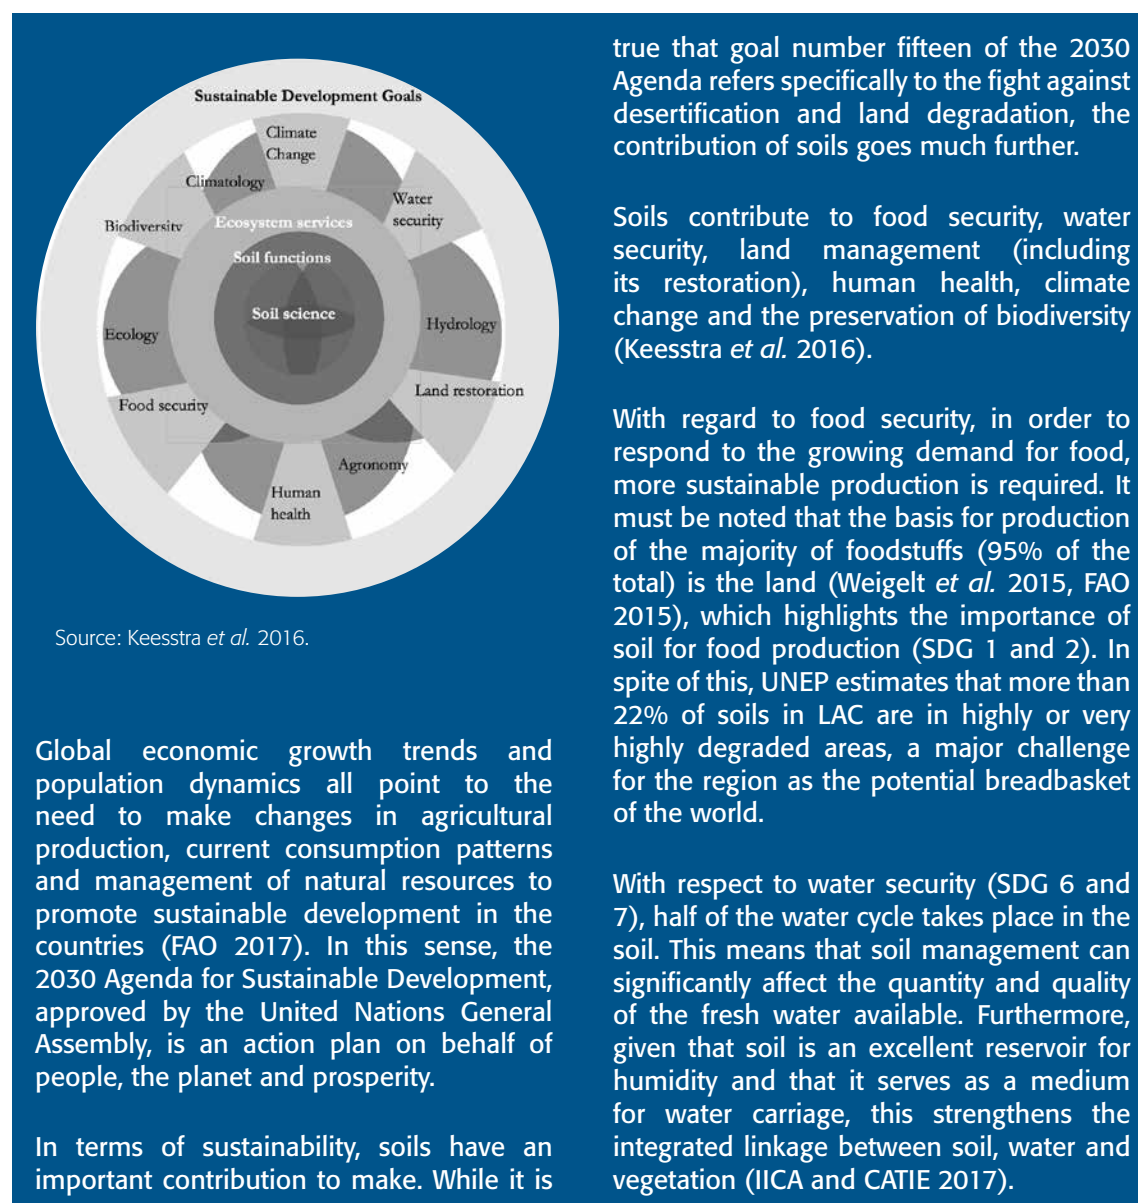 Sustainable Development Goals
Climate
Change
Climatology
Water
security
Biodiversity
Ecosystem services
Soil functions
Soil science
Ecology
Hydrology
Land restoration
Food security
Agronomy
Human
health
Source: Keesstra et al. 2016.
Global economic growth trends and
population dynamics all point to the
need to make changes in agricultural
production, current consumption patterns
and management of natural resources to
promote sustainable development in the
countries (FAO 2017). In this sense, the
2030 Agenda for Sustainable Development,
approved by the United Nations General
Assembly, is an action plan on behalf of
people, the planet and prosperity.
In terms of sustainability, soils have an
important contribution to make. While it is
true that goal number fifteen of the 2030
Agenda refers specifically to the fight against
desertification and land degradation, the
contribution of soils goes much further.
Soils contribute to food security, water
security, land management (including
its restoration), human health, climate
change and the preservation of biodiversity
(Keesstra et al. 2016).
With regard to food security, in order to
respond to the growing demand for food,
more sustainable production is required. It
must be noted that the basis for production
of the majority of foodstuffs (95% of the
total) is the land (Weigelt et al. 2015, FAO
2015), which highlights the importance of
soil for food production (SDG 1 and 2). In
spite of this, UNEP estimates that more than
22% of soils in LAC are in highly or very
highly degraded areas, a major challenge
for the region as the potential breadbasket
of the world.
With respect to water security (SDG 6 and
7), half of the water cycle takes place in the
soil. This means that soil management can
significantly affect the quantity and quality
of the fresh water available. Furthermore,
given that soil is an excellent reservoir for
humidity and that it serves as a medium
for water carriage, this strengthens the
integrated linkage between soil, water and
vegetation (IICA and CATIE 2017).